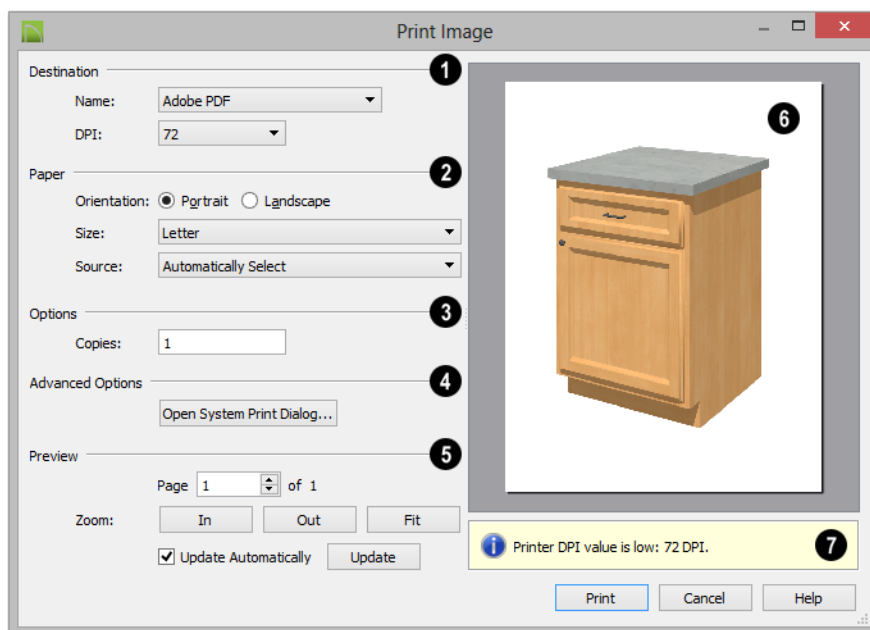 Print Image
Destination 1
Name: Adobe PDF
DPI: 72
Paper 2
Orientation: Portrait Landscape
Size: Letter
Source: Automatically Select
Options 3
Copies: 1
Advanced Options 4
Open System Print Dialog...
Preview 5
Page 1 of 1
Zoom: In Out Fit
Update Automatically Update
6
Printer DPI value is low: 72 DPI. 7
Print Cancel Help